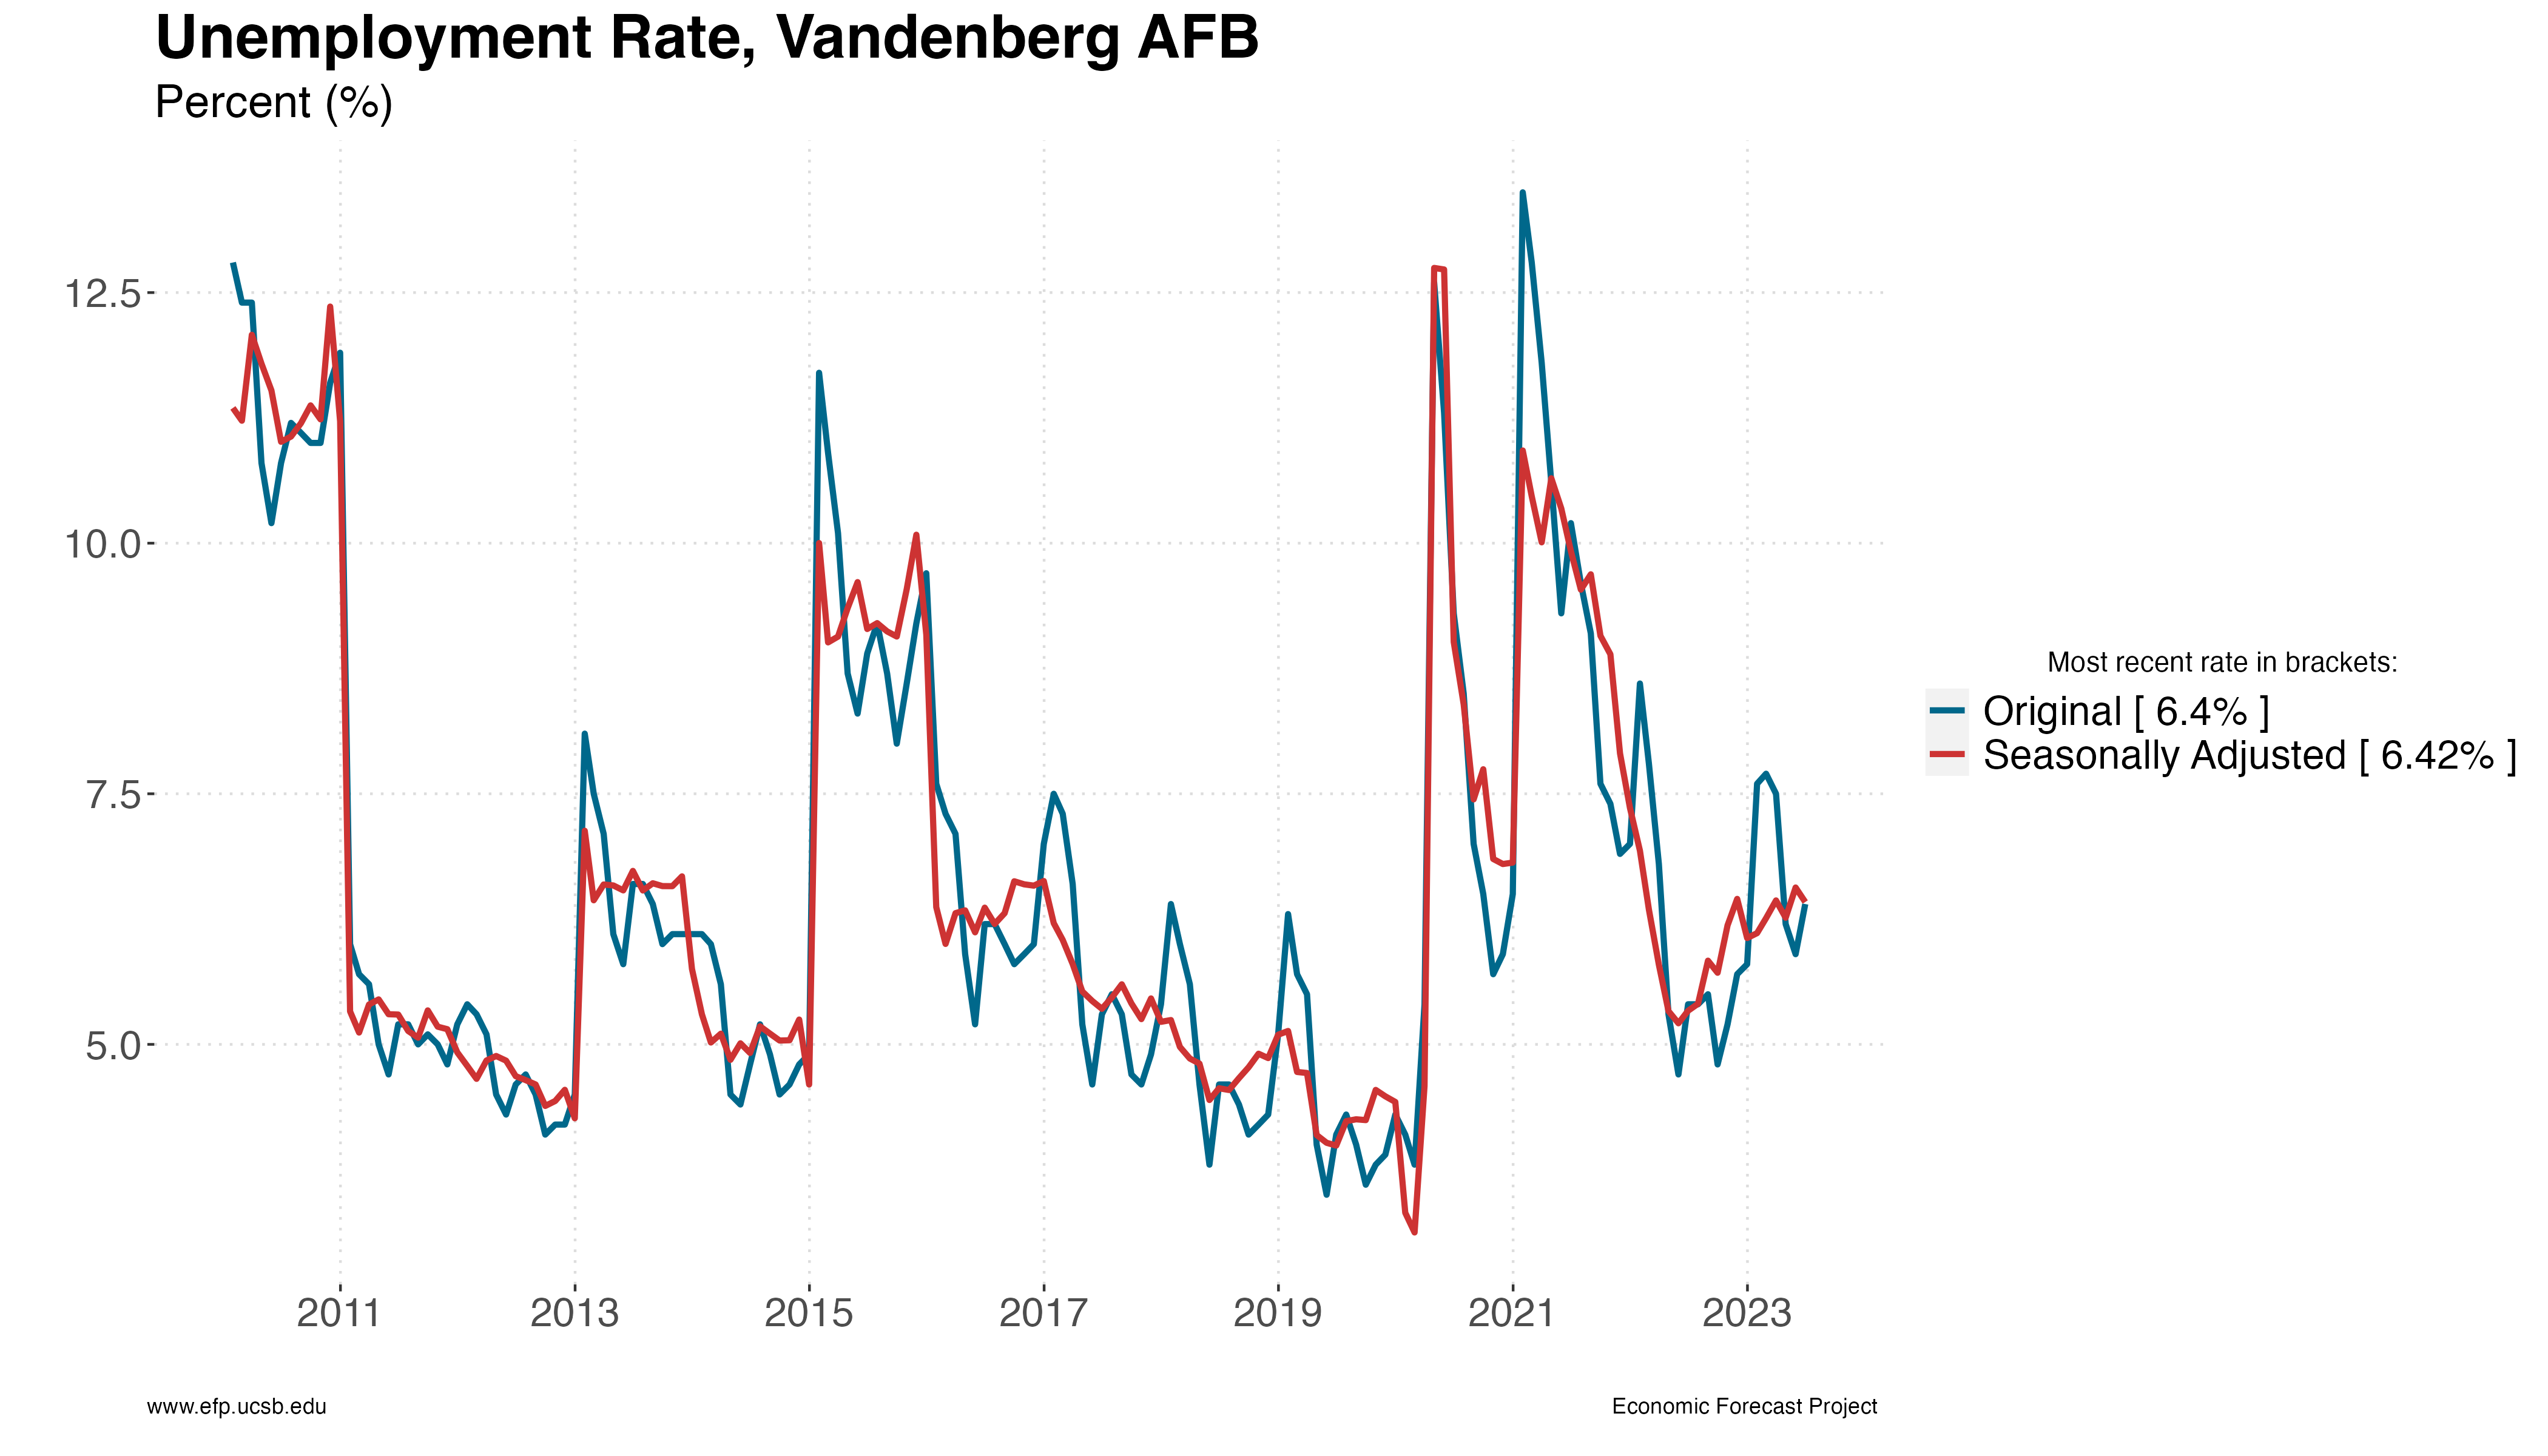 Unemployment Rate, Vandenberg AFB
Percent (%)
12.5
10.0
7.5
5.0
2011 2013 2015 2017 2019 2021 2023
Most recent rate in brackets:
Original [ 6.4% ]
Seasonally Adjusted [ 6.42% ]
www.efp.ucsb.edu
Economic Forecast Project